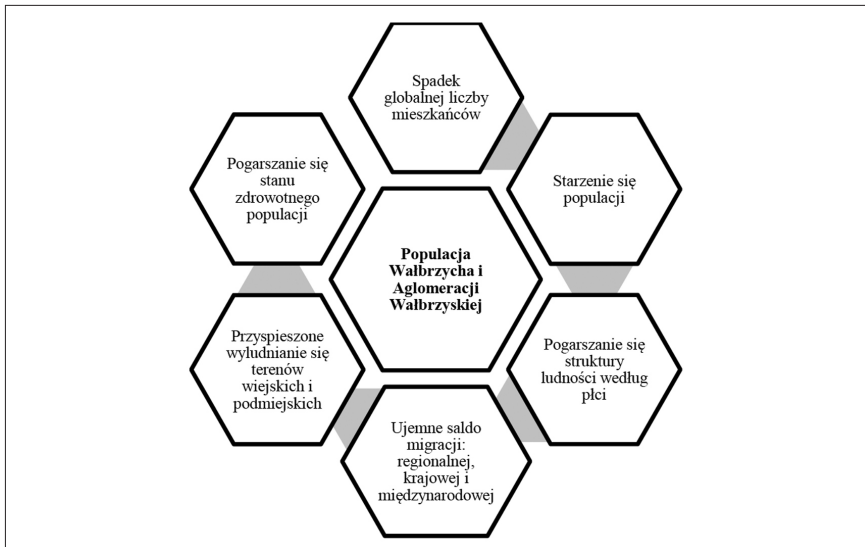 Spadek
globalnej liczby
mieszkańców
Starzenie się
populacji
Pogarszanie się
struktury
ludności według
płci
Ujemne saldo
migracji:
regionalnej,
krajowej i
międzynarodowej
Przyspieszone
wyludnianie się
terenów
wiejskich i
podmiejskich
Pogarszanie się
stanu
zdrowotnego
populacji
Populacja
Wałbrzycha i
Aglomeracji
Wałbrzyskiej